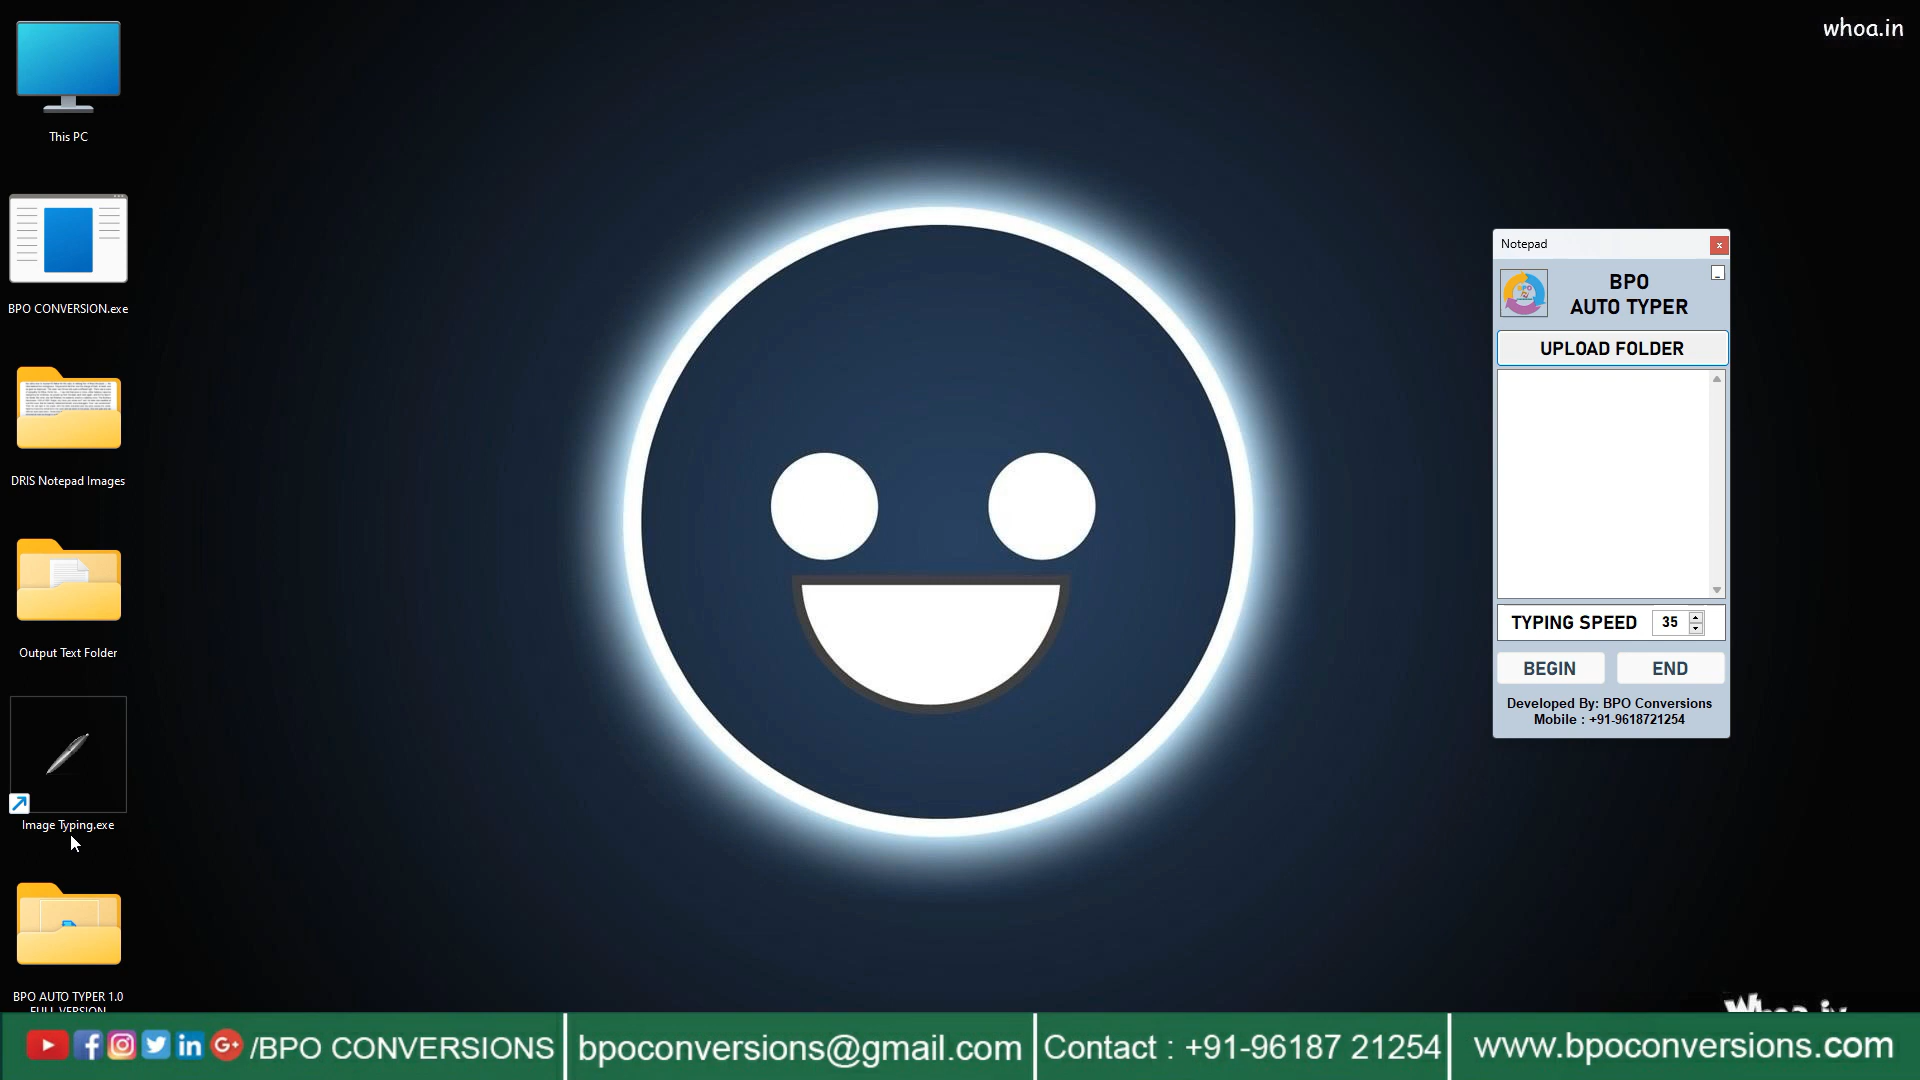 whoa.in
This PC
BPO CONVERSION.exe
DRIS Notepad Images
Output Text Folder
Image Typing.exe
BPO AUTO TYPER 1.0
FULL VERSION
Notepad
BPO
AUTO TYPER
UPLOAD FOLDER
TYPING SPEED 35
BEGIN END
Developed By: BPO Conversions
Mobile : +91-9618721254
/BPO CONVERSIONS
bpoconversions@gmail.com
Contact : +91-96187 21254
www.bpoconversions.com